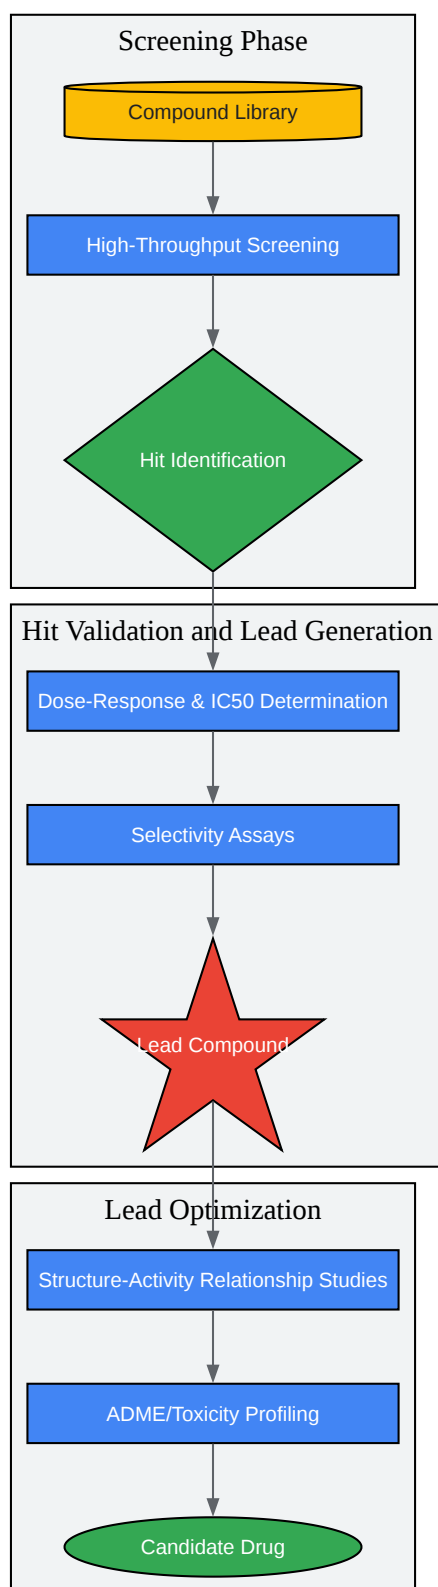 Screening Phase
Compound Library
High-Throughput Screening
Hit Identification
Hit Validation and Lead Generation
Dose-Response & IC50 Determination
Selectivity Assays
Lead Compound
Lead Optimization
Structure-Activity Relationship Studies
ADME/Toxicity Profiling
Candidate Drug